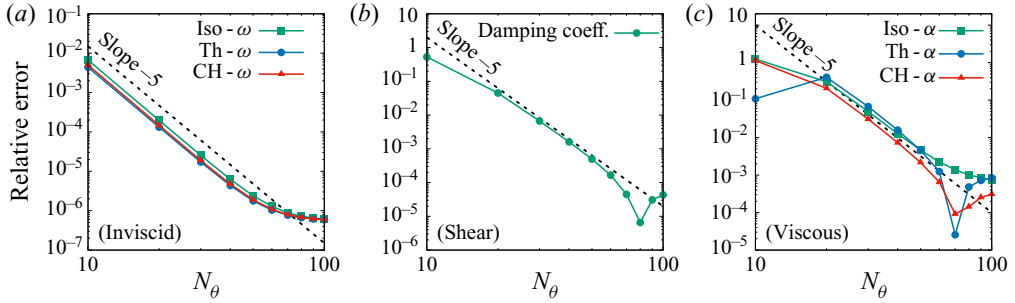 (a)
10⁻¹
10⁻²
10⁻³
10⁻⁴
10⁻⁵
10⁻⁶
10⁻⁷
Relative error
Slope –5
Iso - ω
Th - ω
CH - ω
(Inviscid)
10
100
N_θ
(b)
10¹
1
10⁻¹
10⁻²
10⁻³
10⁻⁴
10⁻⁵
10⁻⁶
Slope –5
Damping coeff.
(Shear)
10
100
N_θ
(c)
10¹
1
10⁻¹
10⁻²
10⁻³
10⁻⁴
10⁻⁵
Slope –5
Iso - α
Th - α
CH - α
(Viscous)
10
100
N_θ